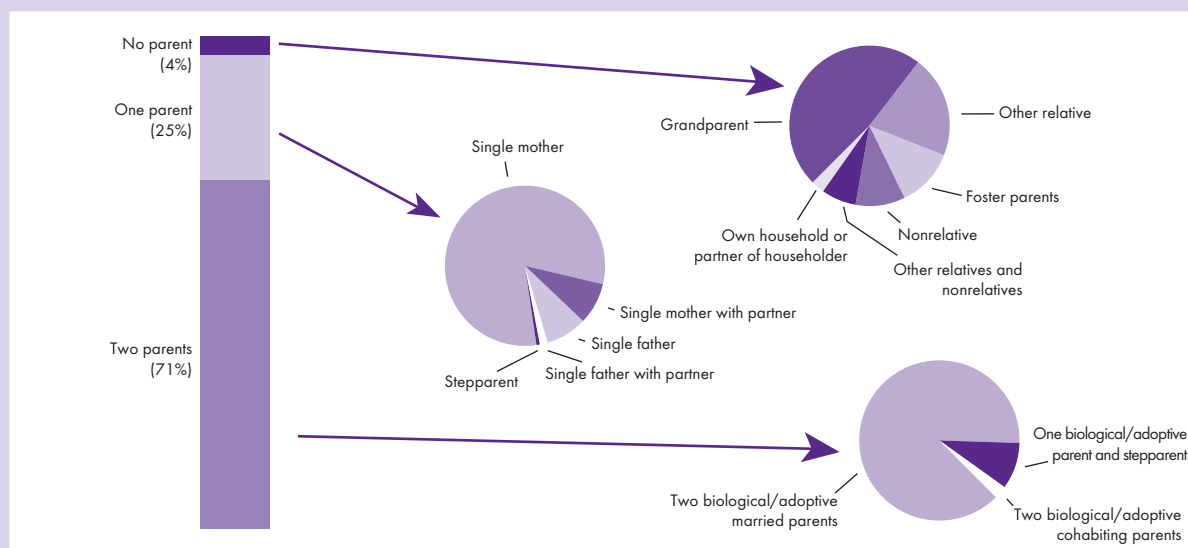 No parent
(4%)
One parent
(25%)
Two parents
(71%)
Single mother
Single mother with partner
Single father
Single father with partner
Stepparent
Grandparent
Other relative
Foster parents
Nonrelative
Other relatives and
nonrelatives
Own household or
partner of householder
One biological/adoptive
parent and stepparent
Two biological/adoptive
cohabiting parents
Two biological/adoptive
married parents